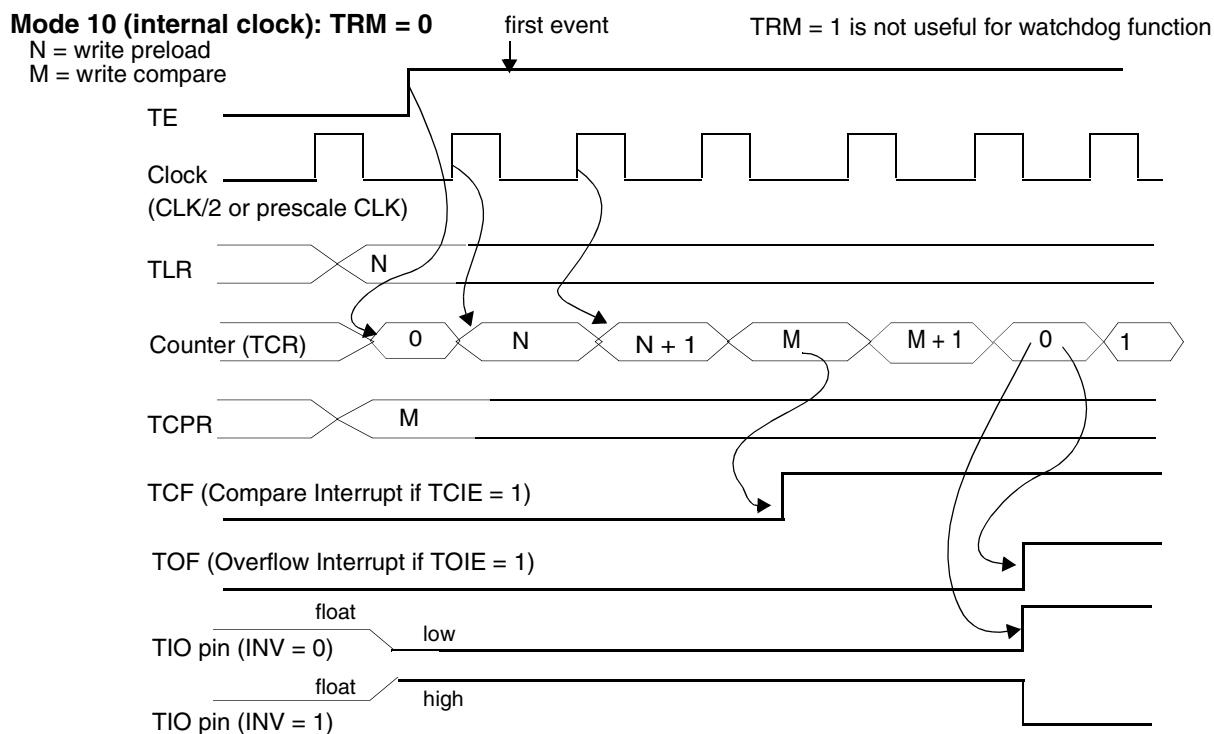 Mode 10 (internal clock): TRM = 0
first event
TRM = 1 is not useful for watchdog function
N = write preload
M = write compare
TE
Clock
(CLK/2 or prescale CLK)
TLR
N
Counter (TCR)
0
N
N + 1
M
M + 1
0
1
TCPR
M
TCF (Compare Interrupt if TCIE = 1)
TOF (Overflow Interrupt if TOIE = 1)
float
TIO pin (INV = 0)
low
float
TIO pin (INV = 1)
high